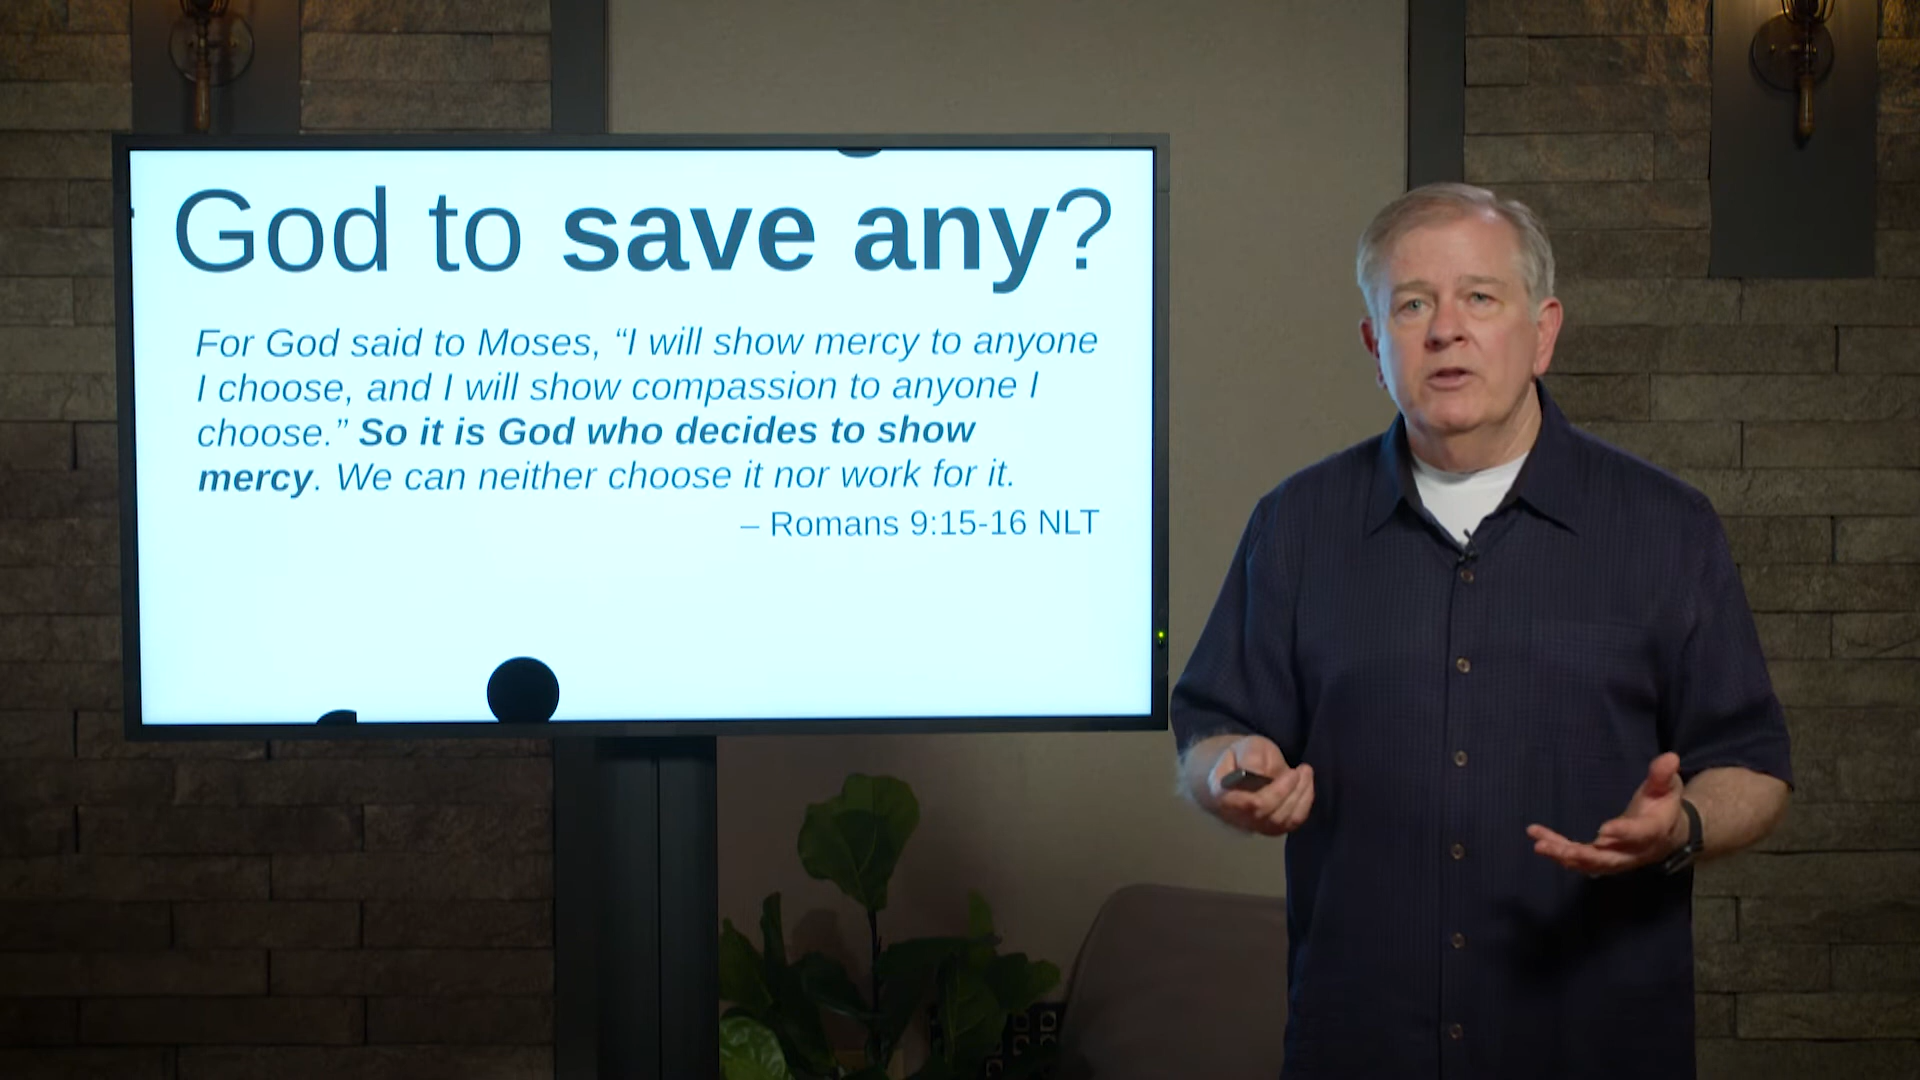 God to save any?
For God said to Moses, “I will show mercy to anyone
I choose, and I will show compassion to anyone I
choose.” So it is God who decides to show
mercy. We can neither choose it nor work for it.
– Romans 9:15-16 NLT